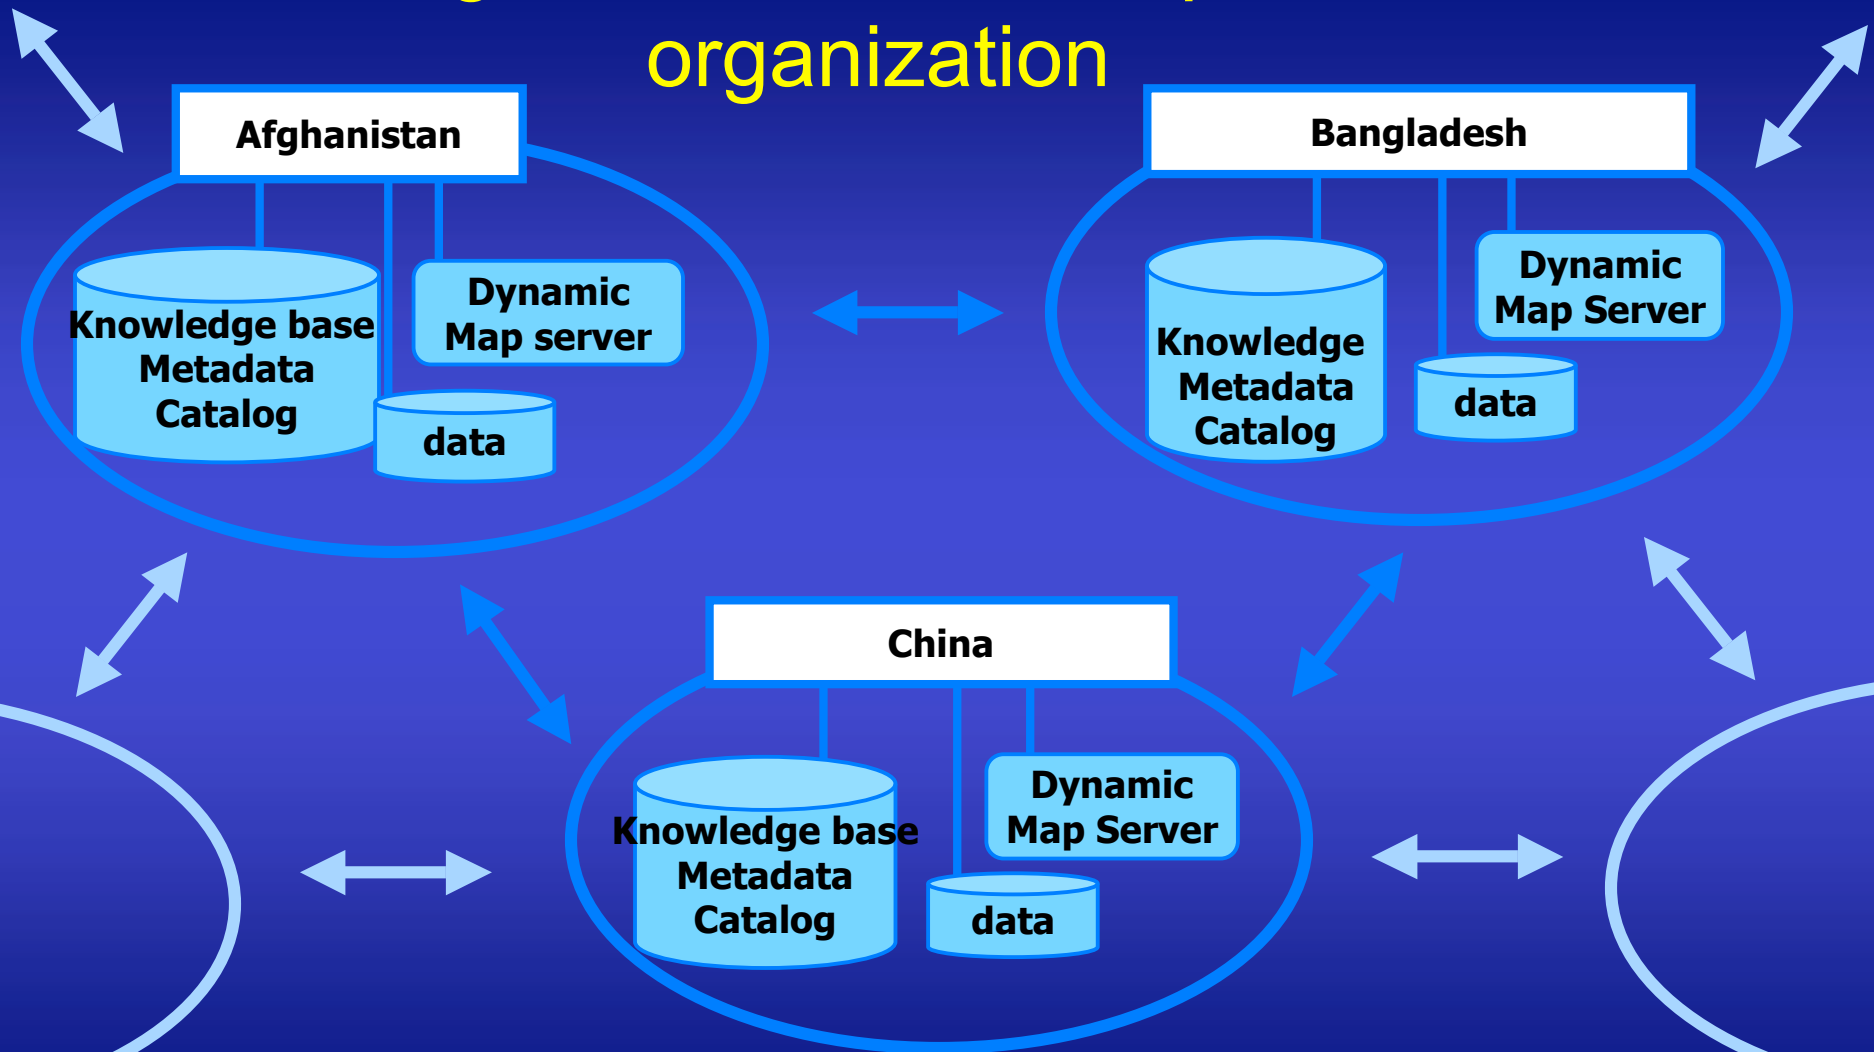 organization
Afghanistan
Bangladesh
Knowledge base
Metadata
Catalog
Dynamic
Map server
data
Knowledge
Metadata
Catalog
Dynamic
Map Server
data
China
Knowledge base
Metadata
Catalog
Dynamic
Map Server
data